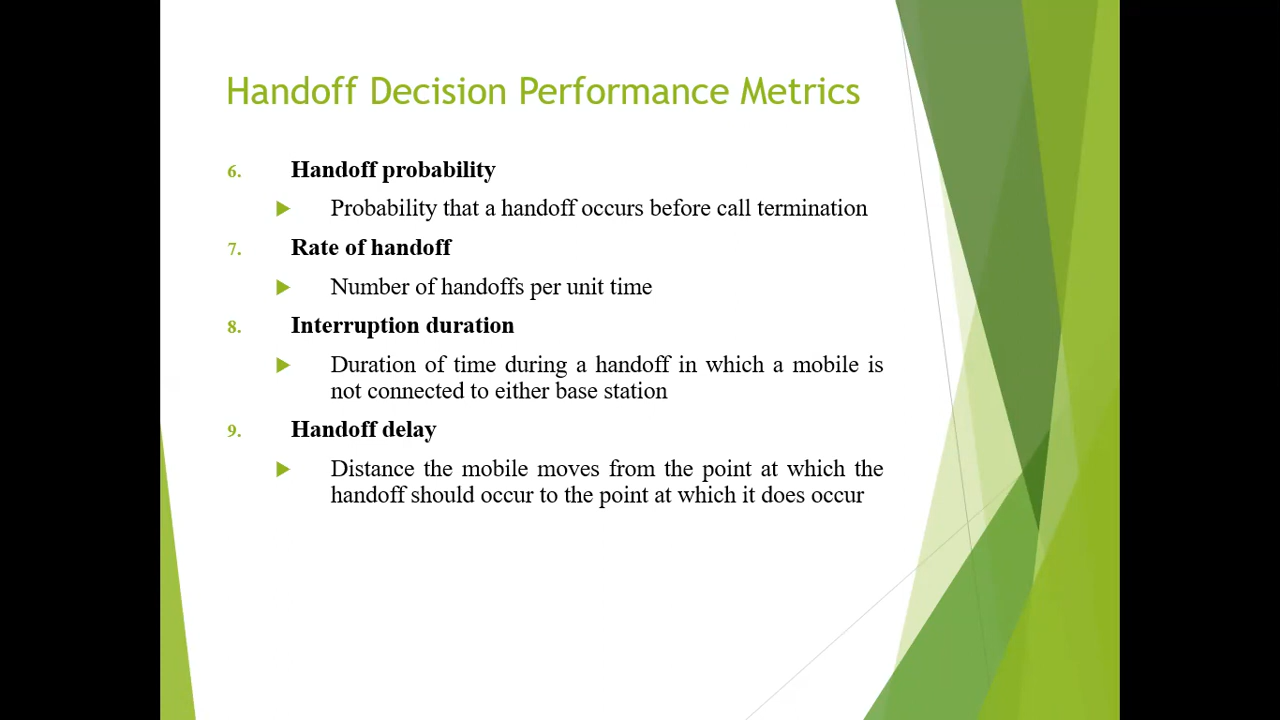 Handoff Decision Performance Metrics
6. Handoff probability
Probability that a handoff occurs before call termination
7. Rate of handoff
Number of handoffs per unit time
8. Interruption duration
Duration of time during a handoff in which a mobile is
not connected to either base station
9. Handoff delay
Distance the mobile moves from the point at which the
handoff should occur to the point at which it does occur